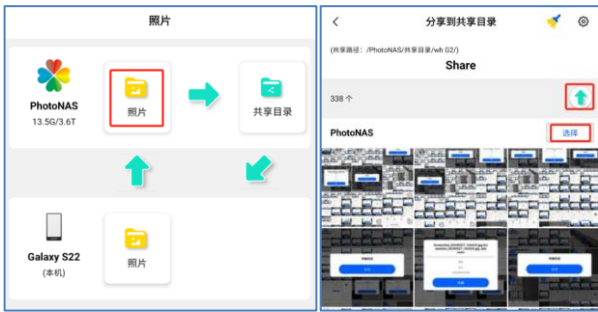 照片
PhotoNAS
13.5G/3.6T
照片
共享目录
Galaxy S22
(本机)
照片
分享到共享目录
(共享路径：/PhotoNAS/共享目录/wh G2/)
Share
338 个
PhotoNAS
选择